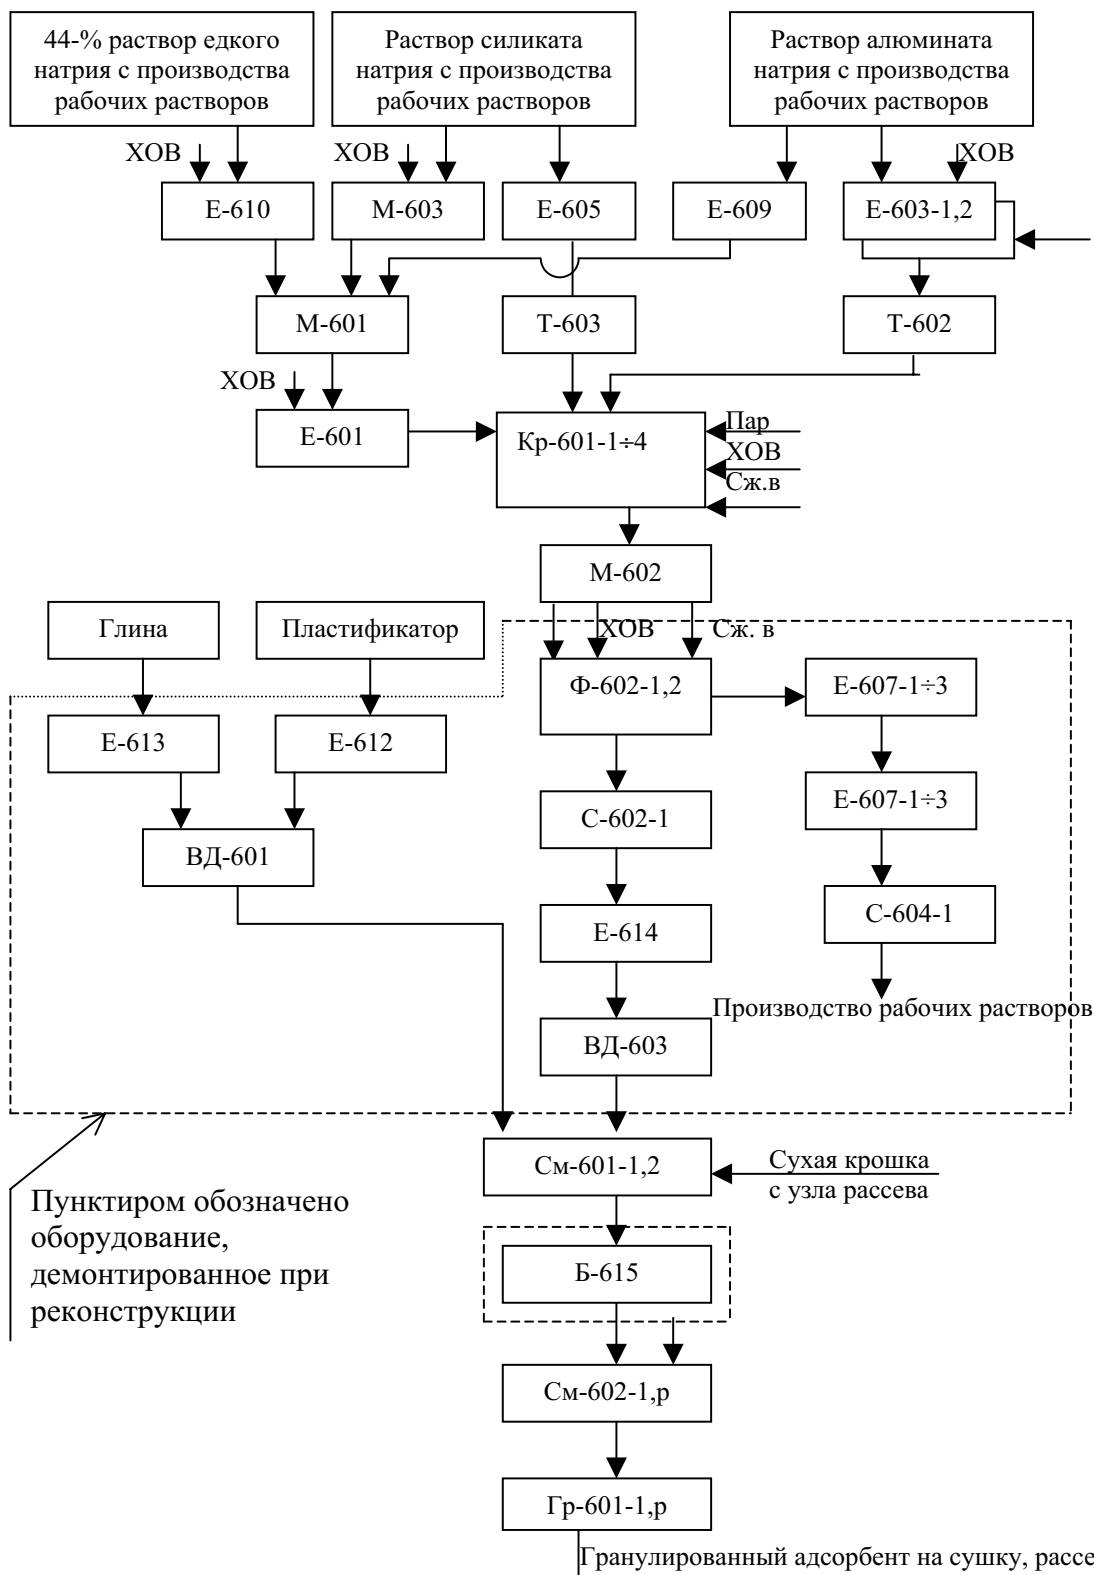 44-% раствор едкого
натрия с производства
рабочих растворов
Раствор силиката
натрия с производства
рабочих растворов
Раствор алюмината
натрия с производства
рабочих растворов
ХОВ
ХОВ
ХОВ
Е-610
М-603
Е-605
Е-609
Е-603-1,2
М-601
Т-603
Т-602
ХОВ
Е-601
Кр-601-1÷4
Пар
ХОВ
Сж.в
М-602
Глина
Пластификатор
ХОВ
Сж. в
Ф-602-1,2
Е-607-1÷3
Е-613
Е-612
Е-607-1÷3
С-602-1
ВД-601
С-604-1
Е-614
Производство рабочих растворов
ВД-603
См-601-1,2
Сухая крошка
с узла рассева
Пунктиром обозначено
оборудование,
демонтированное при
реконструкции
Б-615
См-602-1,р
Гр-601-1,р
Гранулированный адсорбент на сушку, рассе